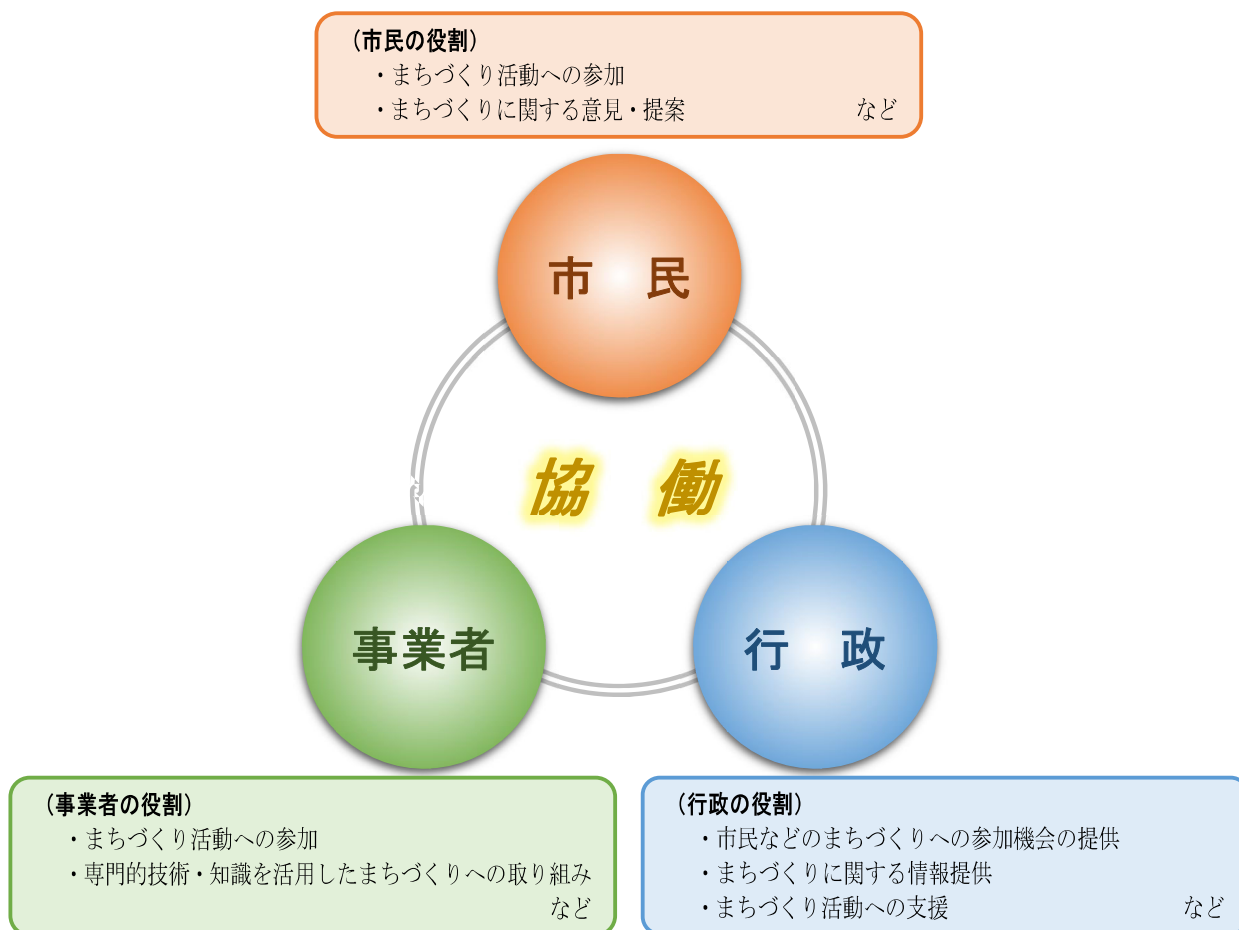 （市民の役割）
・まちづくり活動への参加
・まちづくりに関する意見・提案　など
市　民
協　働
事業者
行　政
（事業者の役割）
・まちづくり活動への参加
・専門的技術・知識を活用したまちづくりへの取り組み
など
（行政の役割）
・市民などのまちづくりへの参加機会の提供
・まちづくりに関する情報提供
・まちづくり活動への支援　など